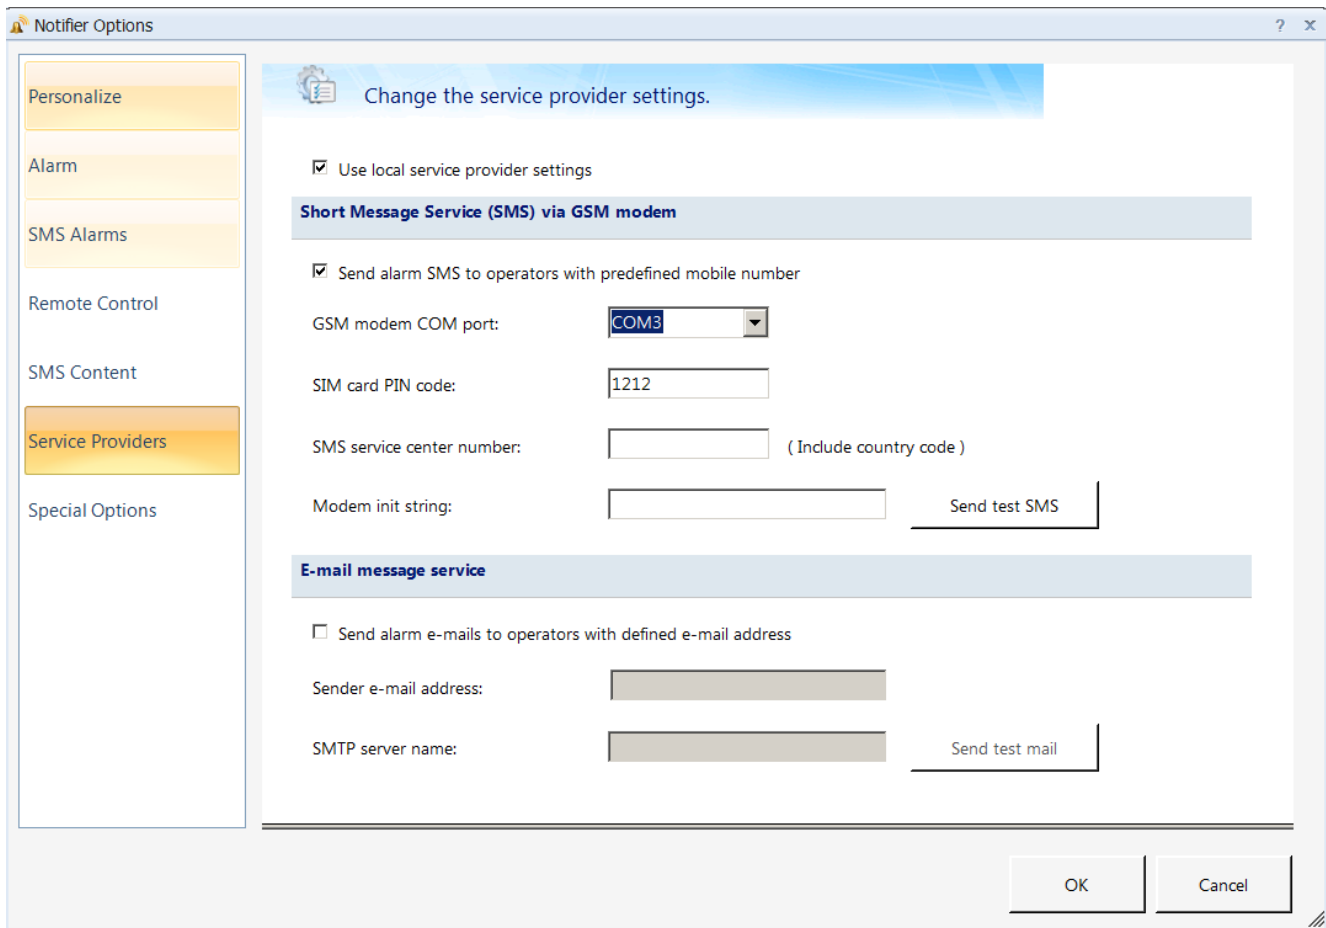 Notifier Options
? x
Personalize
Alarm
SMS Alarms
Remote Control
SMS Content
Service Providers
Special Options
Change the service provider settings.
Use local service provider settings
Short Message Service (SMS) via GSM modem
Send alarm SMS to operators with predefined mobile number
GSM modem COM port: COM3
SIM card PIN code: 1212
SMS service center number: ( Include country code )
Modem init string: Send test SMS
E-mail message service
Send alarm e-mails to operators with defined e-mail address
Sender e-mail address:
SMTP server name: Send test mail
OK Cancel